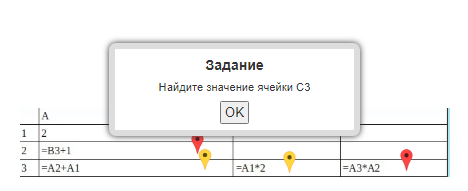 Задание
Найдите значение ячейки С3
OK
A
1 2
2 =B3+1
3 =A2+A1 =A1*2 =A3*A2